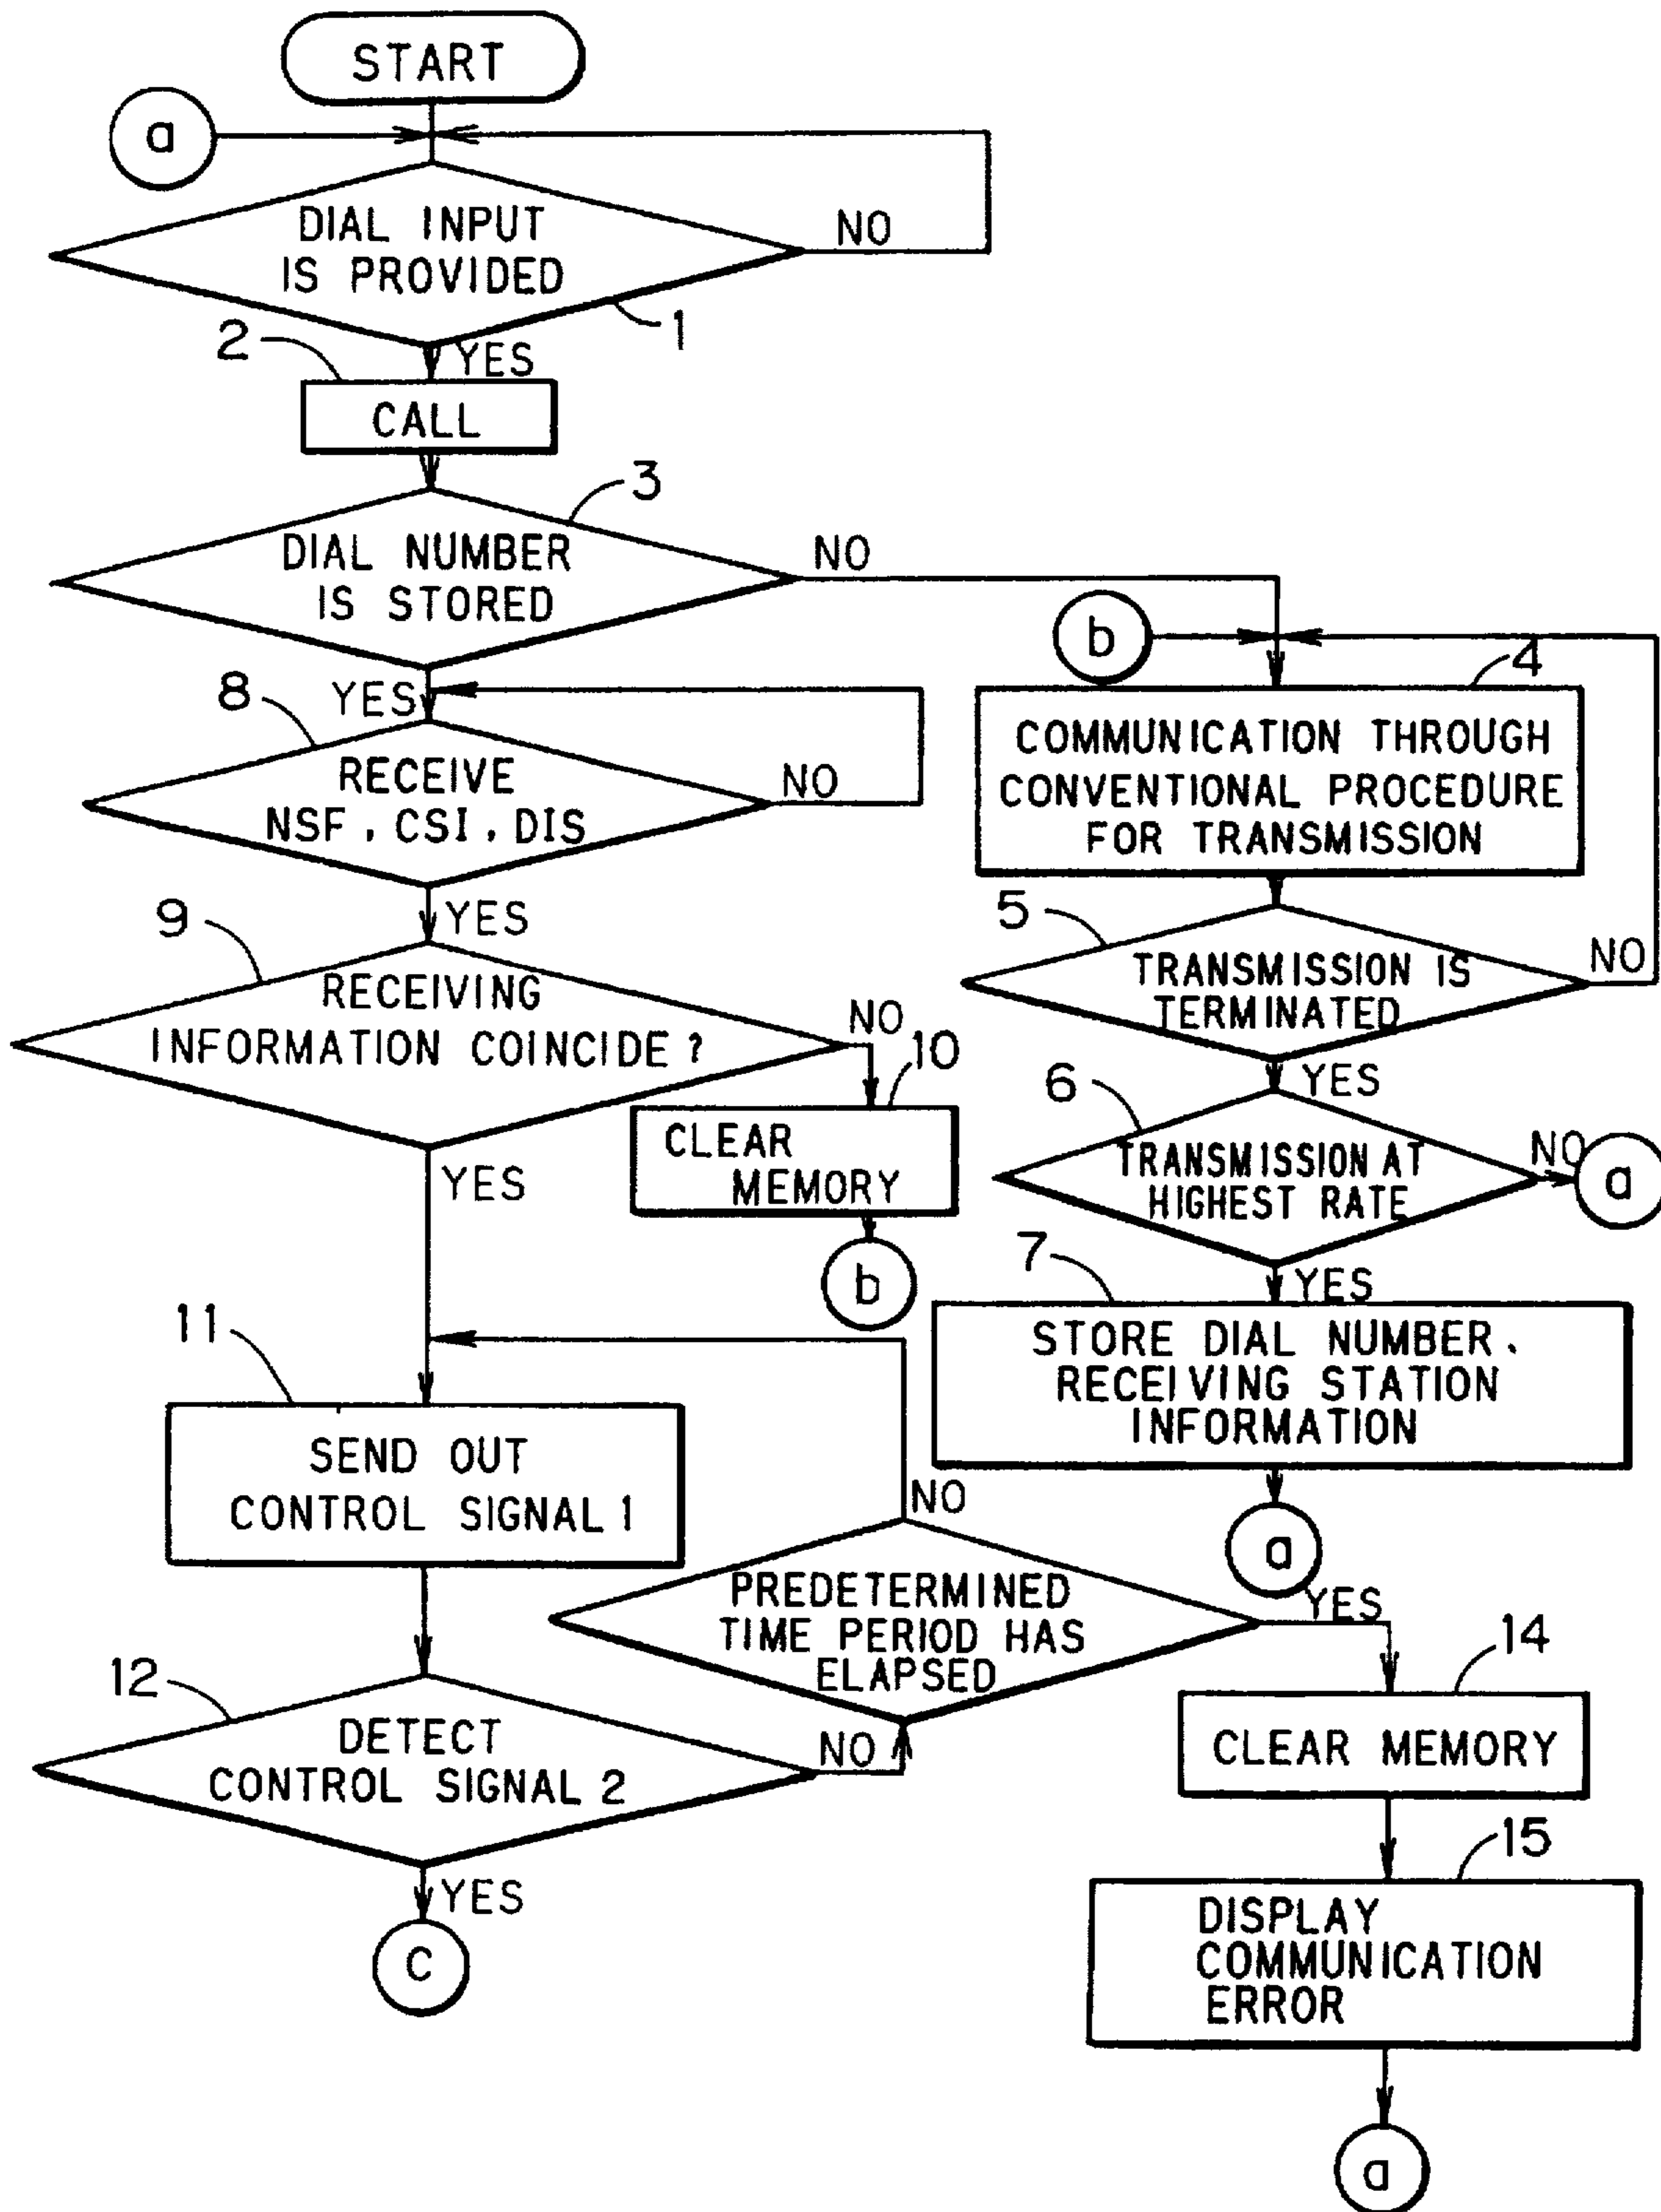 START
a
DIAL INPUT
IS PROVIDED
NO
1
2
YES
CALL
3
DIAL NUMBER
IS STORED
NO
b
4
YES
8
COMMUNICATION THROUGH
CONVENTIONAL PROCEDURE
FOR TRANSMISSION
RECEIVE
NSF, CSI, DIS
NO
5
TRANSMISSION IS
TERMINATED
NO
YES
9
RECEIVING
INFORMATION COINCIDE?
NO
10
YES
6
TRANSMISSION AT
HIGHEST RATE
NO
a
CLEAR
MEMORY
b
YES
7
YES
STORE DIAL NUMBER.
RECEIVING STATION
INFORMATION
a
11
SEND OUT
CONTROL SIGNAL 1
NO
PREDETERMINED
TIME PERIOD HAS
ELAPSED
YES
14
12
DETECT
CONTROL SIGNAL 2
NO
CLEAR MEMORY
15
YES
C
DISPLAY
COMMUNICATION
ERROR
a